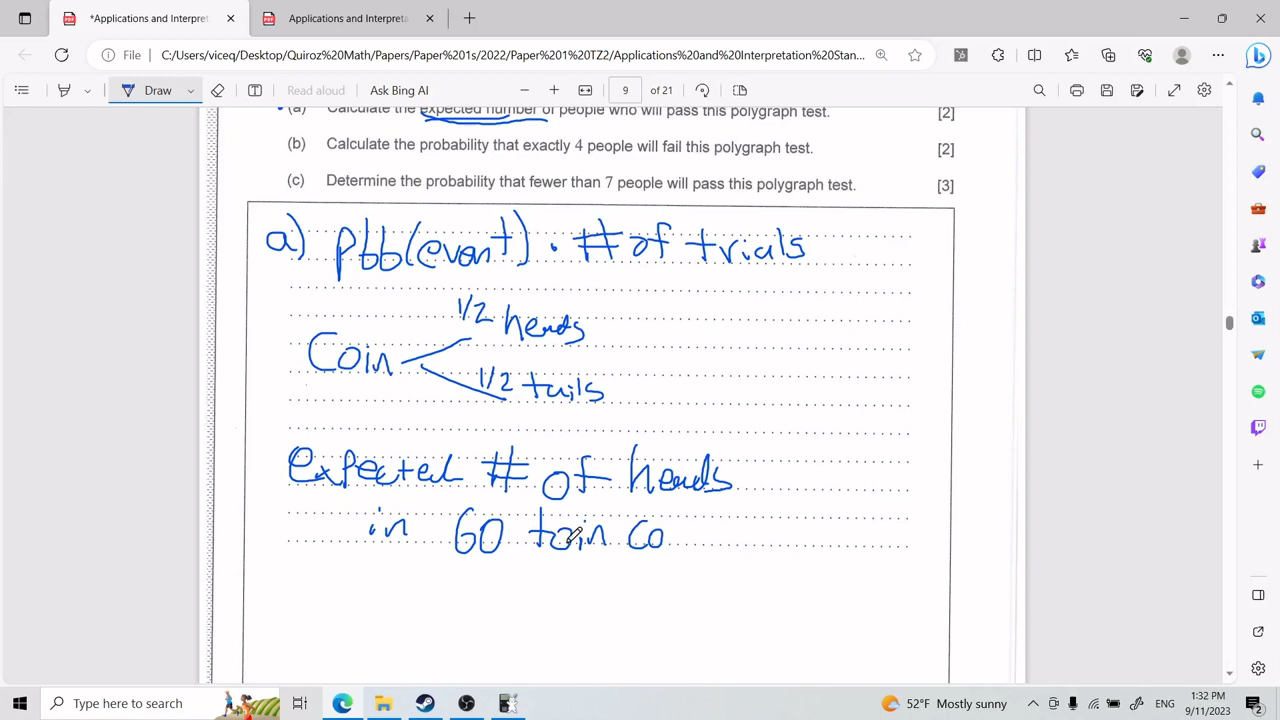 *Applications and Interpret
Applications and Interpreta
File
C:/Users/viceq/Desktop/Quiroz%20Math/Papers/Paper%201s/2022/Paper%201%20TZ2/Applications%20and%20Interpretation%20Stan...
Draw
Read aloud
Ask Bing AI
9
of 21
(a) Calculate the expected number of people who will pass this polygraph test. [2]
(b) Calculate the probability that exactly 4 people will fail this polygraph test. [2]
(c) Determine the probability that fewer than 7 people will pass this polygraph test. [3]
a) pbb(event) · # of trials
1/2 heads
Coin
1/2 tails
expected # of heads
in 60 toin co
Type here to search
52°F Mostly sunny
ENG
1:32 PM
9/11/2023
2